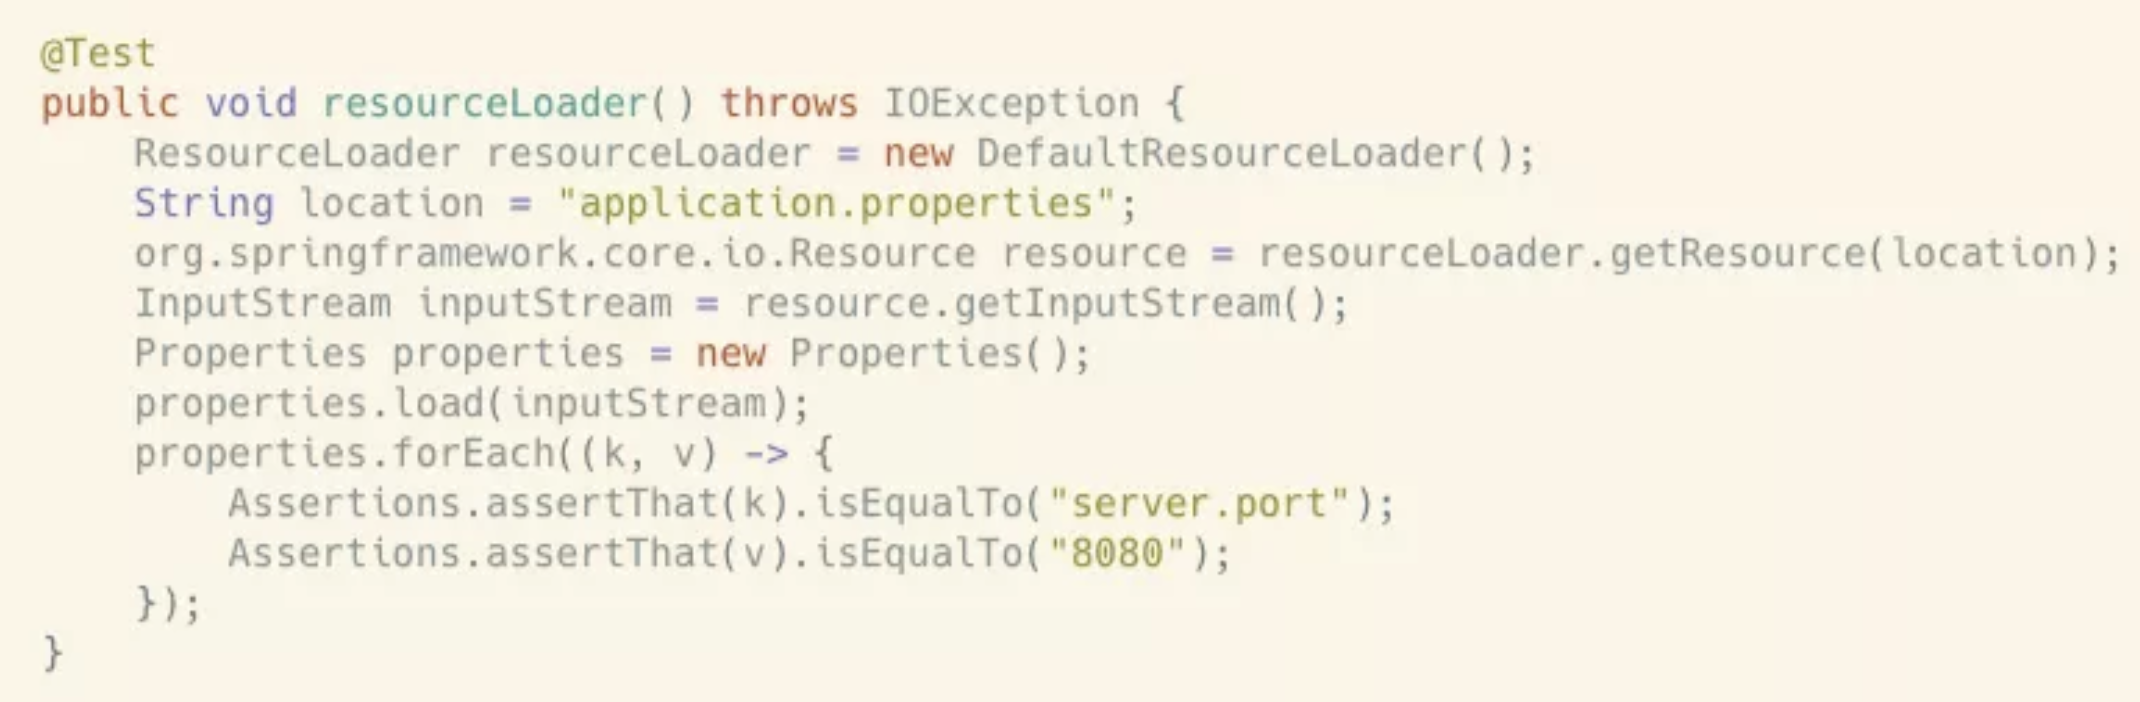 @Test
public void resourceLoader() throws IOException {
    ResourceLoader resourceLoader = new DefaultResourceLoader();
    String location = "application.properties";
    org.springframework.core.io.Resource resource = resourceLoader.getResource(location);
    InputStream inputStream = resource.getInputStream();
    Properties properties = new Properties();
    properties.load(inputStream);
    properties.forEach((k, v) -> {
        Assertions.assertThat(k).isEqualTo("server.port");
        Assertions.assertThat(v).isEqualTo("8080");
    });
}